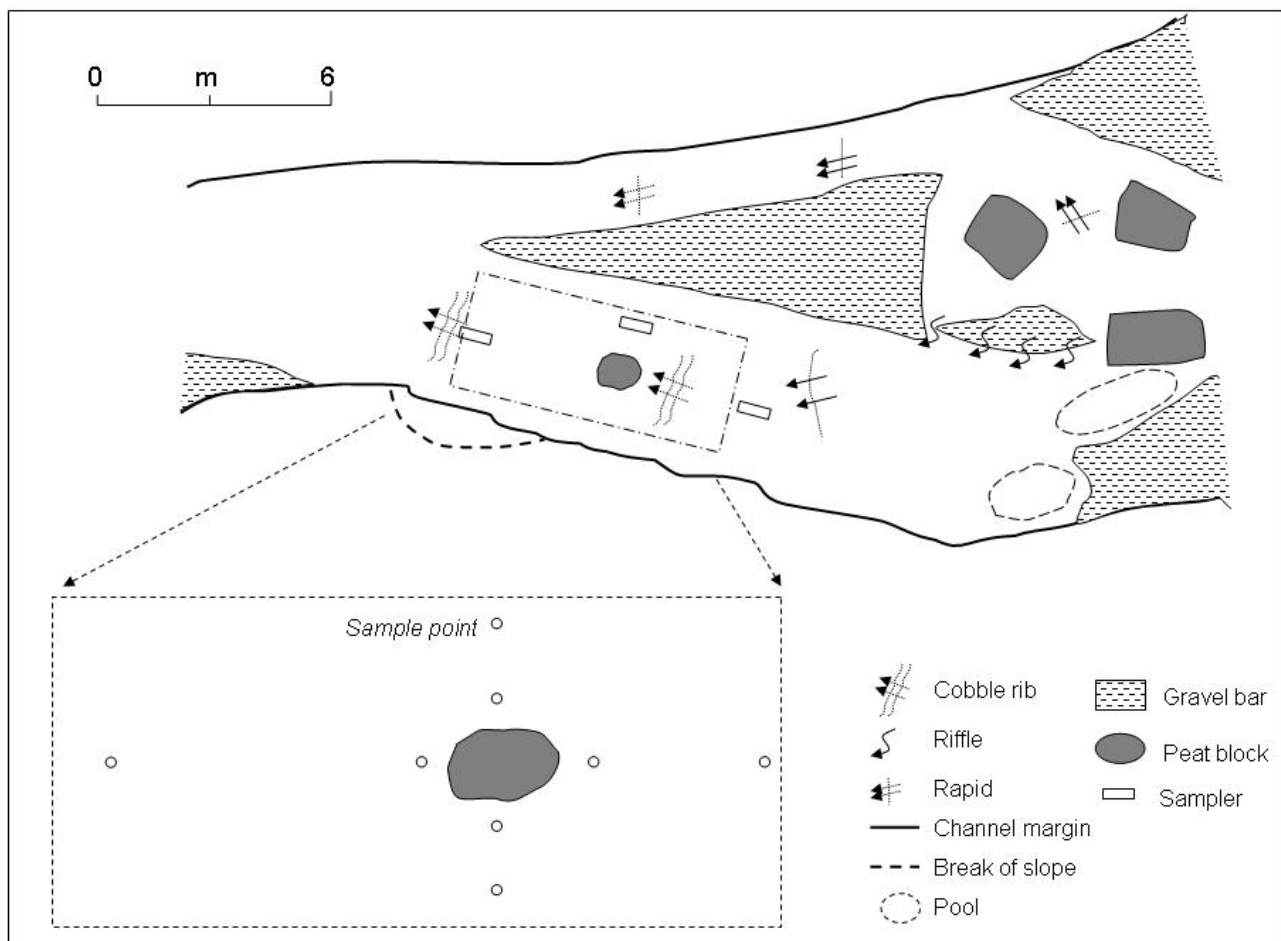 0 m 6
Sample point
Cobble rib
Riffle
Rapid
Channel margin
Break of slope
Pool
Gravel bar
Peat block
Sampler